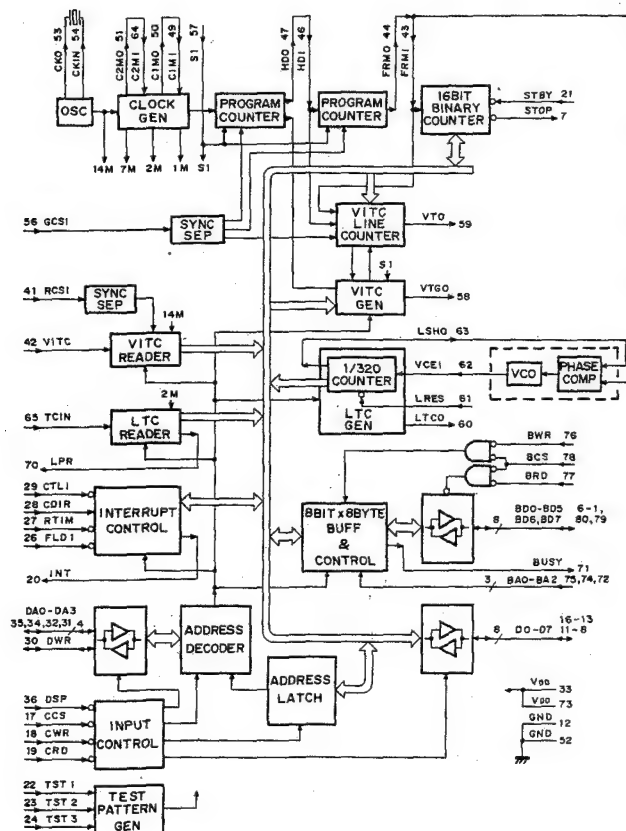 CKO 53
CKIN 54
C2MO 51
C2MI 64
C1MO 50
C1MI 49
S1 57
HDO 47
HDI 46
FRMO 44
FRMI 43
OSC
CLOCK GEN
PROGRAM COUNTER
PROGRAM COUNTER
16BIT BINARY COUNTER
STBY 21
STOP 7
14M
7M
2M
1M
S1
56 GCSI
SYNC SEP
VITC LINE COUNTER
VTO 59
S1
VITC GEN
VTGO 58
41 RCSI
SYNC SEP
14M
42 VITC
VITC READER
LSHO 63
1/320 COUNTER
VCEI 62
VCO
PHASE COMP
LRES 61
LTC GEN
LTCO 60
2M
65 TCIN
LTC READER
70 LPR
BWR 76
BCS 78
BRD 77
29 CTLI
28 CDIR
27 RTIM
26 FLDI
INTERRUPT CONTROL
20 INT
8BIT x 8BYTE BUFF & CONTROL
8
BD0-BD5 6-1,
BD6,BD7 80,79
BUSY 71
3 BA0-BA2 75,74,72
DA0-DA3
35,34,32,31 4
30 DWR
ADDRESS DECODER
ADDRESS LATCH
8 D0-D7
16-13
11-8
36 DSP
17 CCS
18 CWR
19 CRD
INPUT CONTROL
VDD 33
VDD 73
GND 12
GND 52
22 TST1
23 TST2
24 TST3
TEST PATTERN GEN